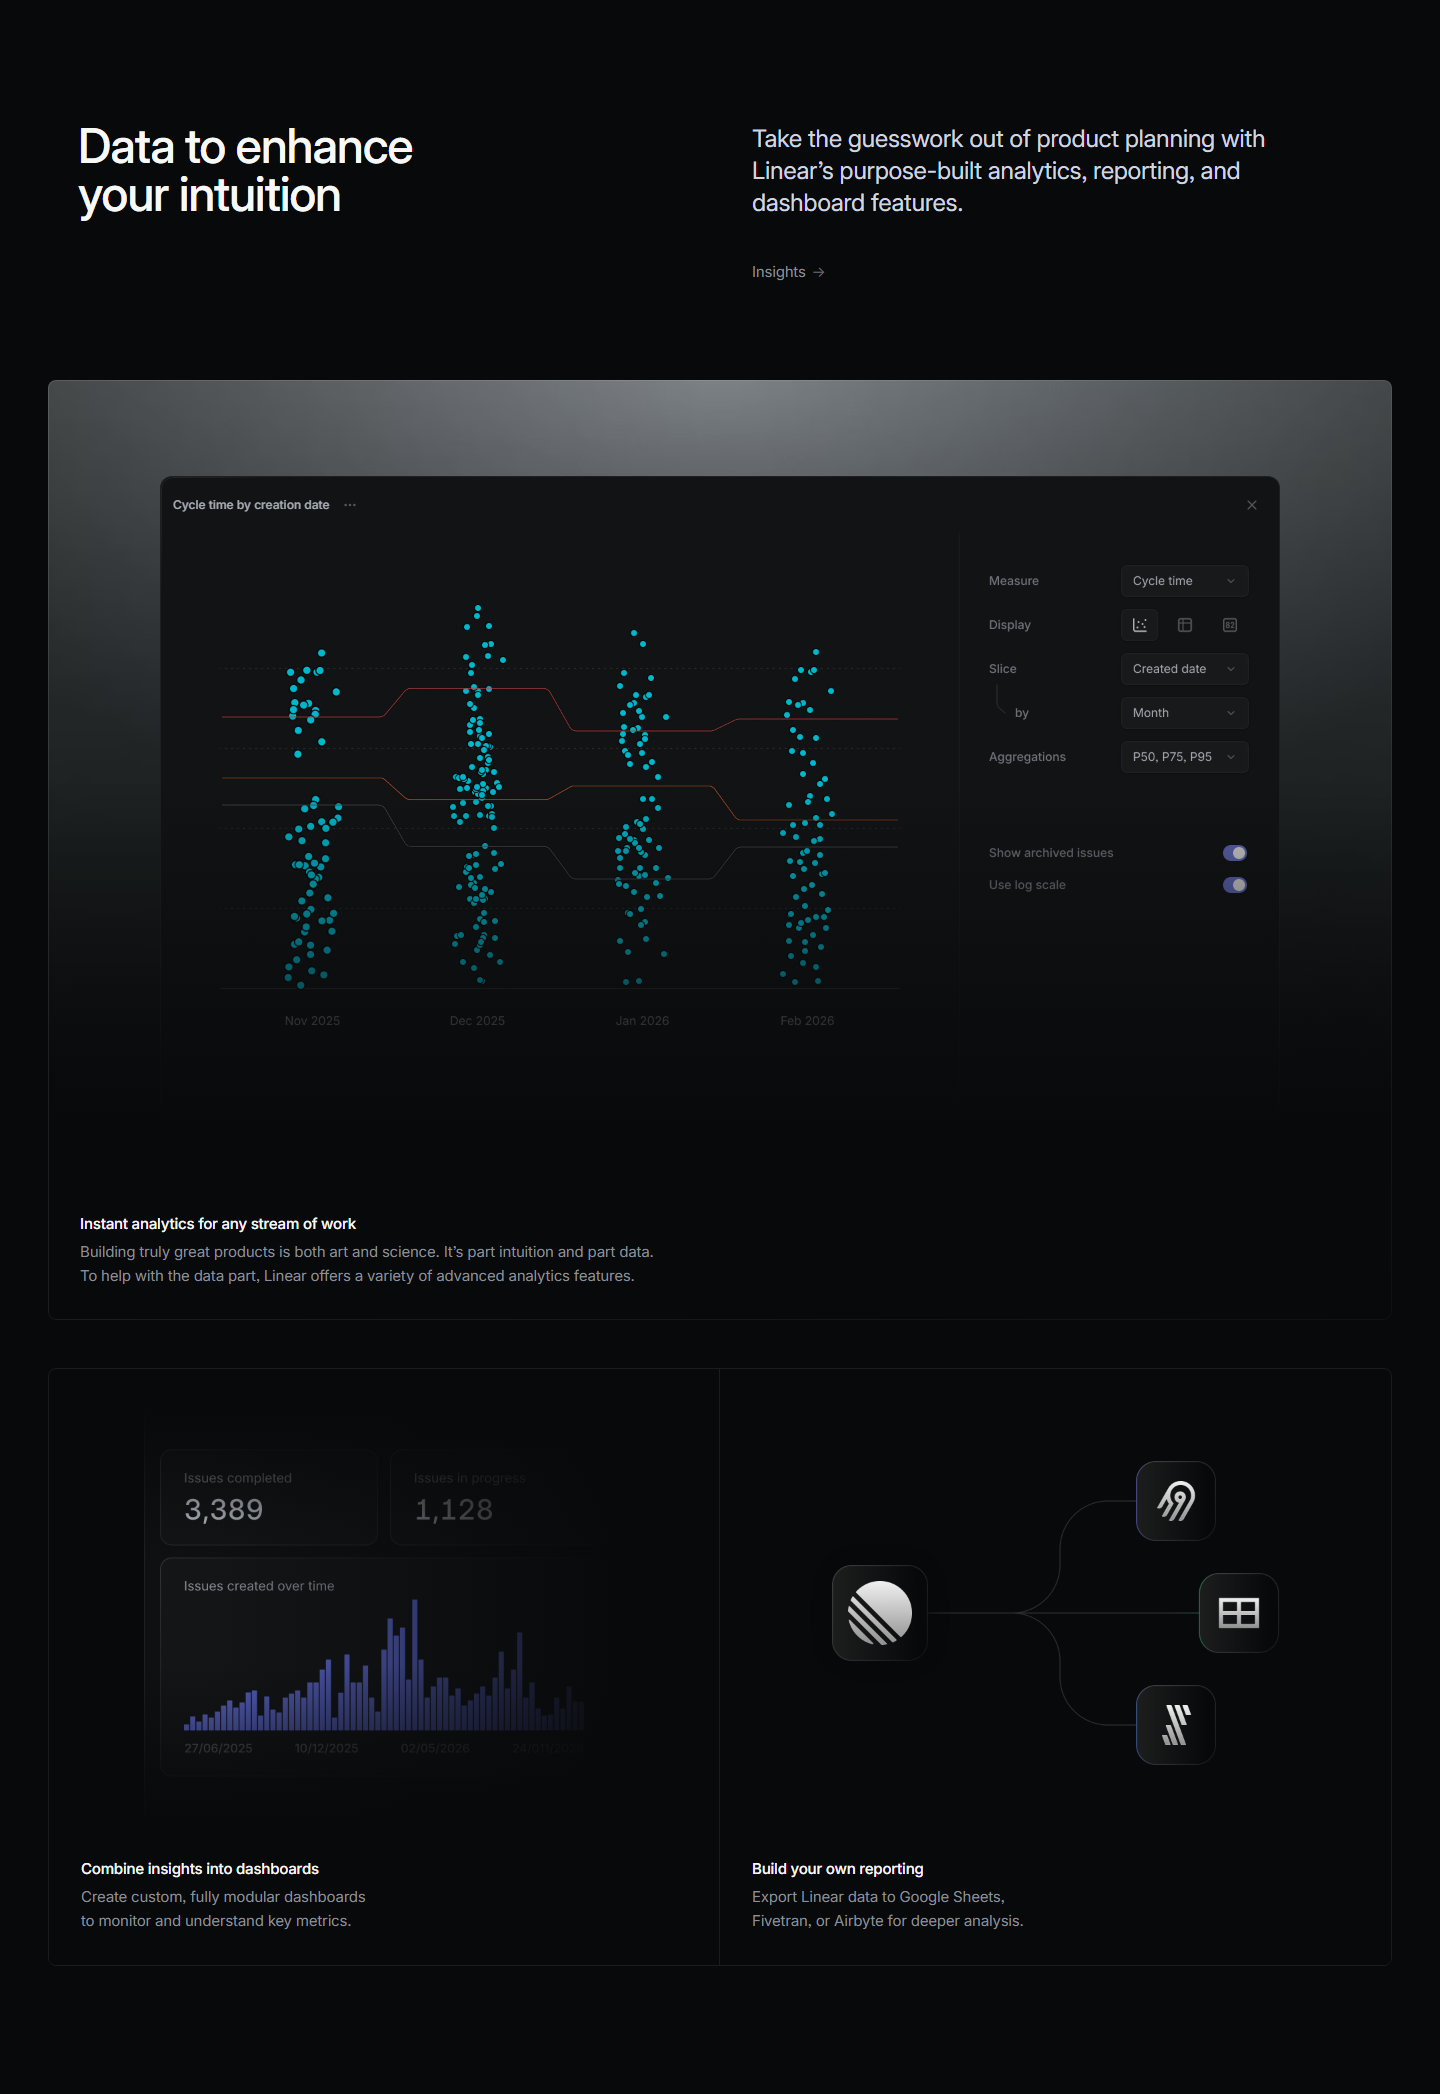 Data to enhance
your intuition
Take the guesswork out of product planning with
Linear’s purpose-built analytics, reporting, and
dashboard features.
Insights →
Cycle time by creation date ···
Measure
Cycle time
Display
82
Slice
Created date
by
Month
Aggregations
P50, P75, P95
Show archived issues
Use log scale
Nov 2025
Dec 2025
Jan 2026
Feb 2026
Instant analytics for any stream of work
Building truly great products is both art and science. It’s part intuition and part data.
To help with the data part, Linear offers a variety of advanced analytics features.
Issues completed
3,389
Issues in progress
1,128
Issues created over time
27/06/2025
10/12/2025
02/05/2026
Combine insights into dashboards
Create custom, fully modular dashboards
to monitor and understand key metrics.
Build your own reporting
Export Linear data to Google Sheets,
Fivetran, or Airbyte for deeper analysis.